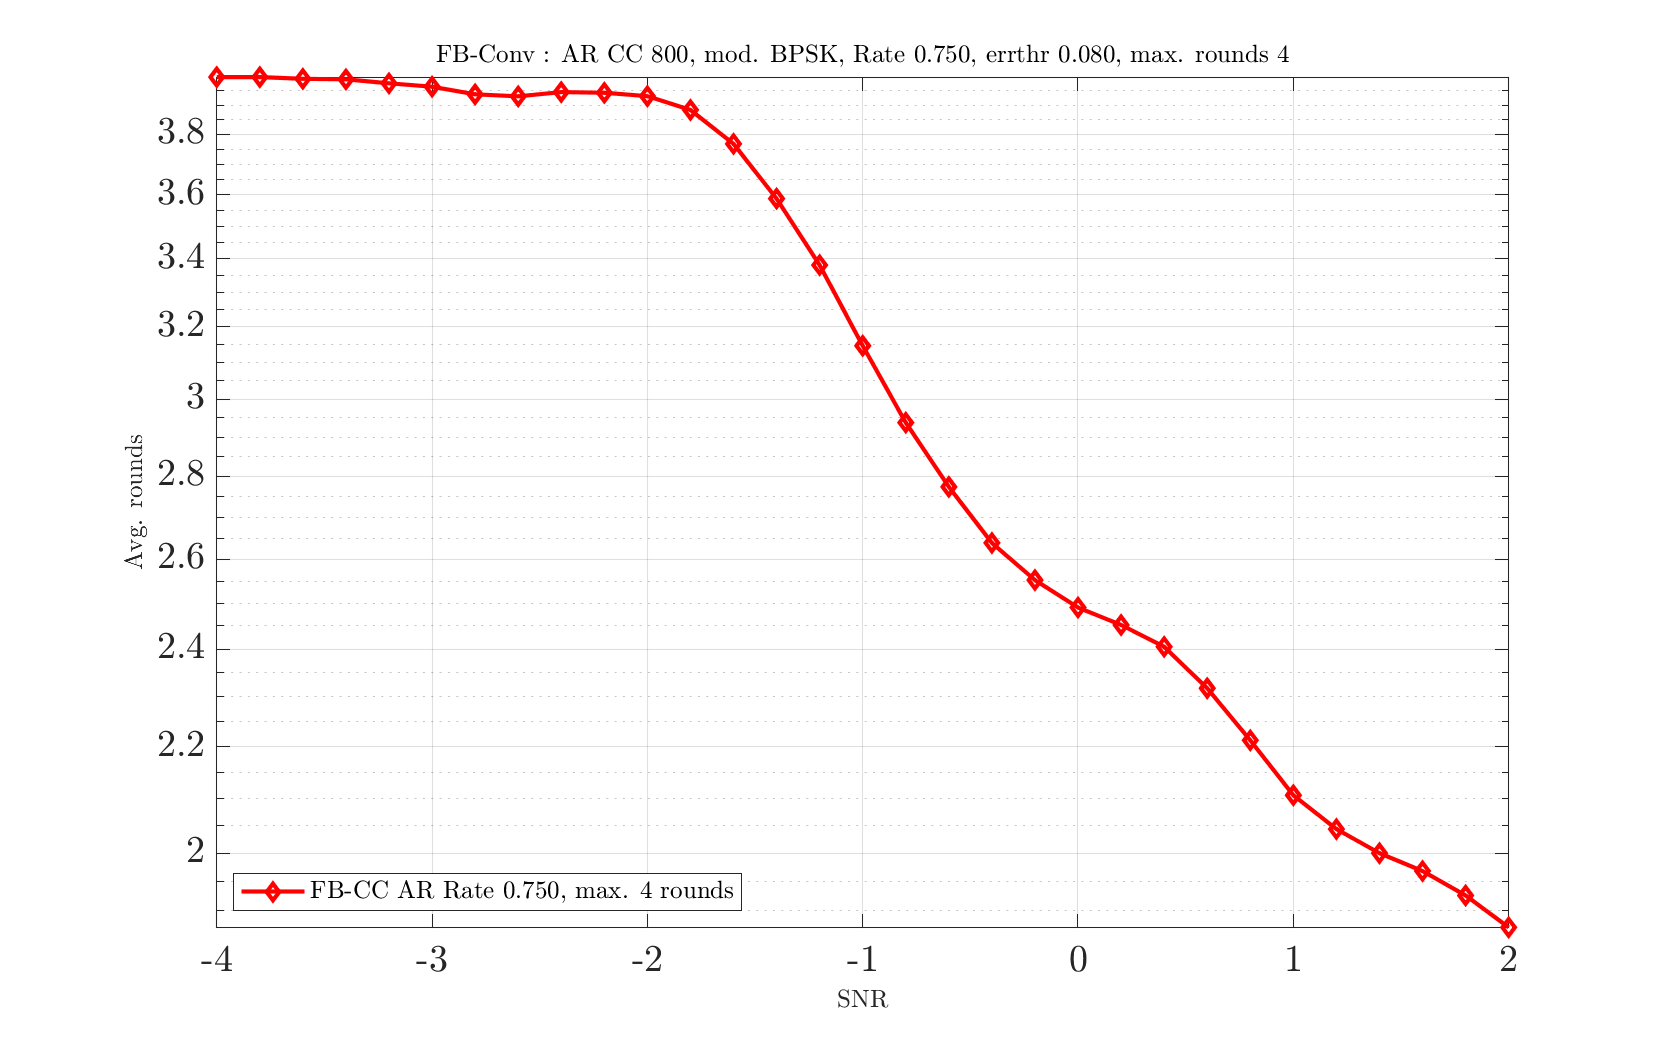 FB-Conv : AR CC 800, mod. BPSK, Rate 0.750, errthr 0.080, max. rounds 4
3.8
3.6
3.4
3.2
3
2.8
2.6
2.4
2.2
2
Avg. rounds
FB-CC AR Rate 0.750, max. 4 rounds
-4 -3 -2 -1 0 1 2
SNR